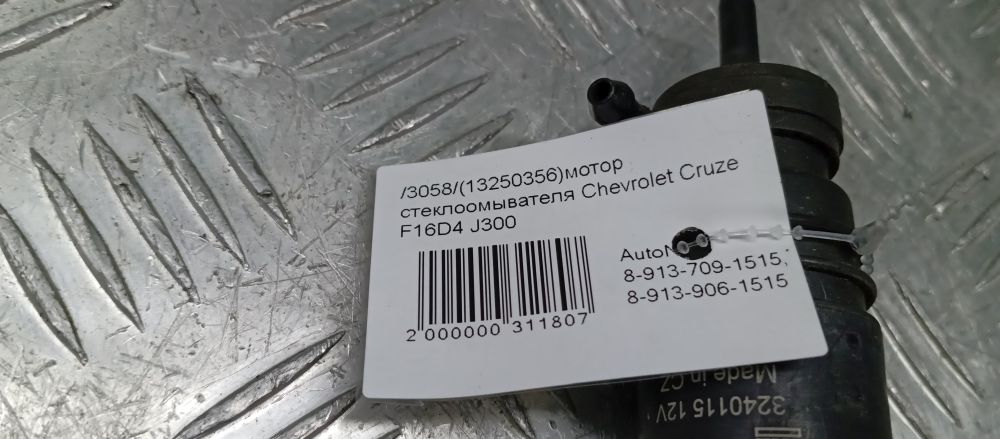 /3058/(13250356)мотор
стеклоомывателя Chevrolet Cruze
F16D4 J300
2 000000 311807
8-913-709-1515,
8-913-906-1515
Made in CZ
3240115 12V